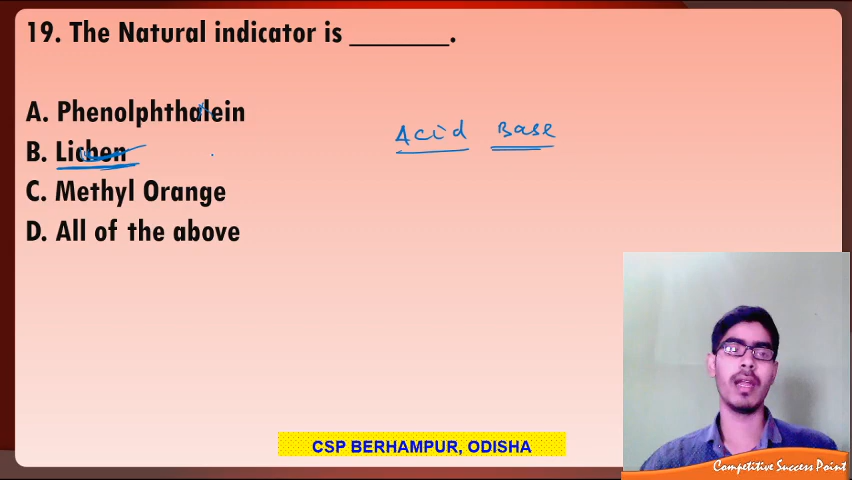 19. The Natural indicator is _______.
A. Phenolphthalein
Acid Base
B. Lichen
C. Methyl Orange
D. All of the above
CSP BERHAMPUR, ODISHA
Competitive Success Point